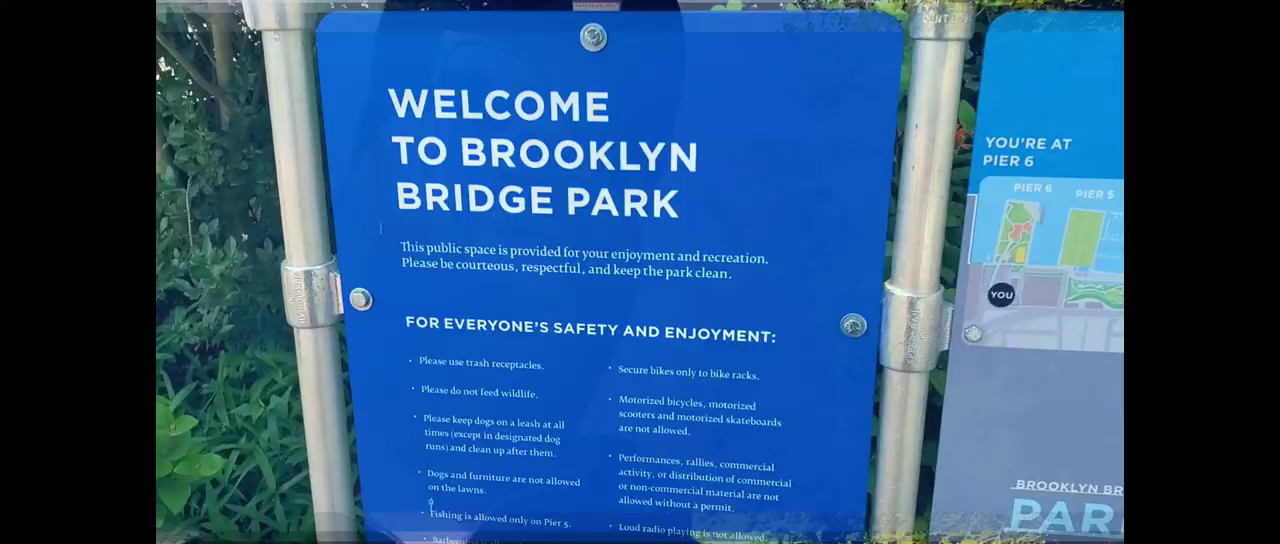 WELCOME
TO BROOKLYN
BRIDGE PARK
This public space is provided for your enjoyment and recreation.
Please be courteous, respectful, and keep the park clean.
FOR EVERYONE'S SAFETY AND ENJOYMENT:
• Please use trash receptacles.
• Please do not feed wildlife.
• Please keep dogs on a leash at all
times (except in designated dog
runs) and clean up after them.
• Dogs and furniture are not allowed
on the lawns.
• Fishing is allowed only on Pier 5.
• Secure bikes only to bike racks.
• Motorized bicycles, motorized
scooters and motorized skateboards
are not allowed.
• Performances, rallies, commercial
activity, or distribution of commercial
or non-commercial material are not
allowed without a permit.
• Loud radio playing is not allowed.
YOU'RE AT
PIER 6
PIER 6
PIER 5
YOU
BROOKLYN BR
PAR